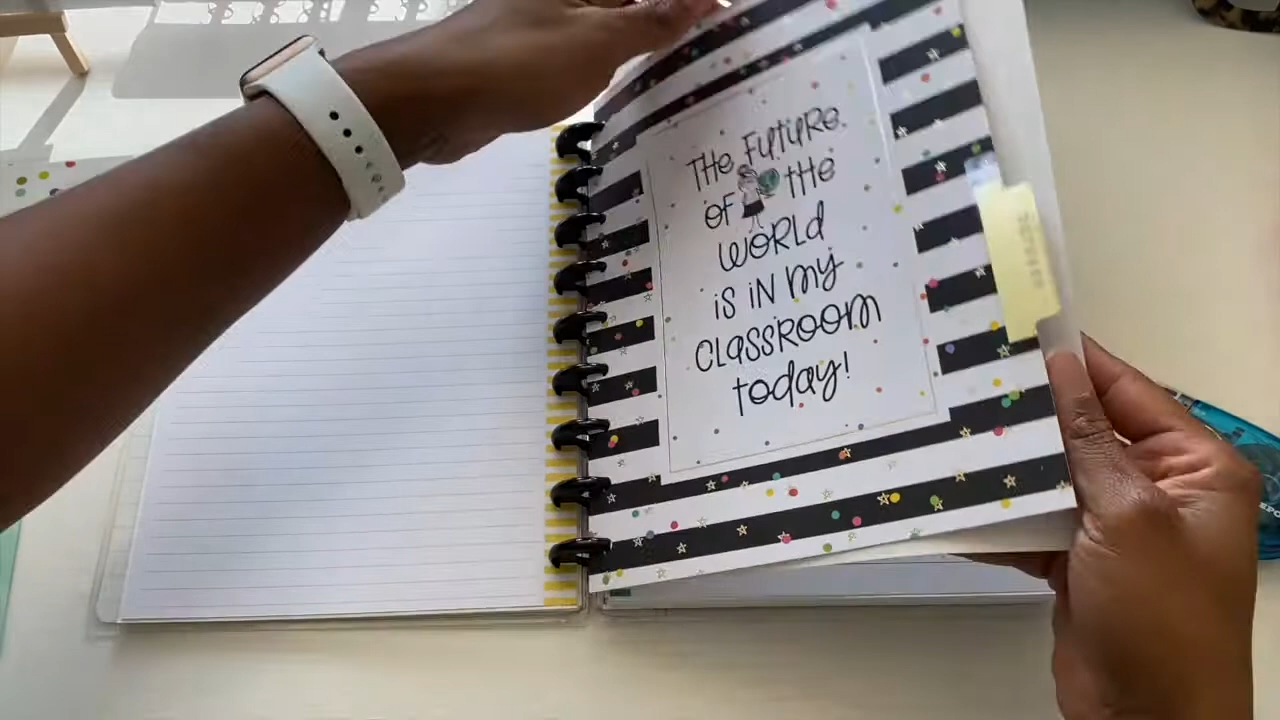 THE FUTURE
OF THE
WORLD
IS IN MY
CLASSROOM
today!